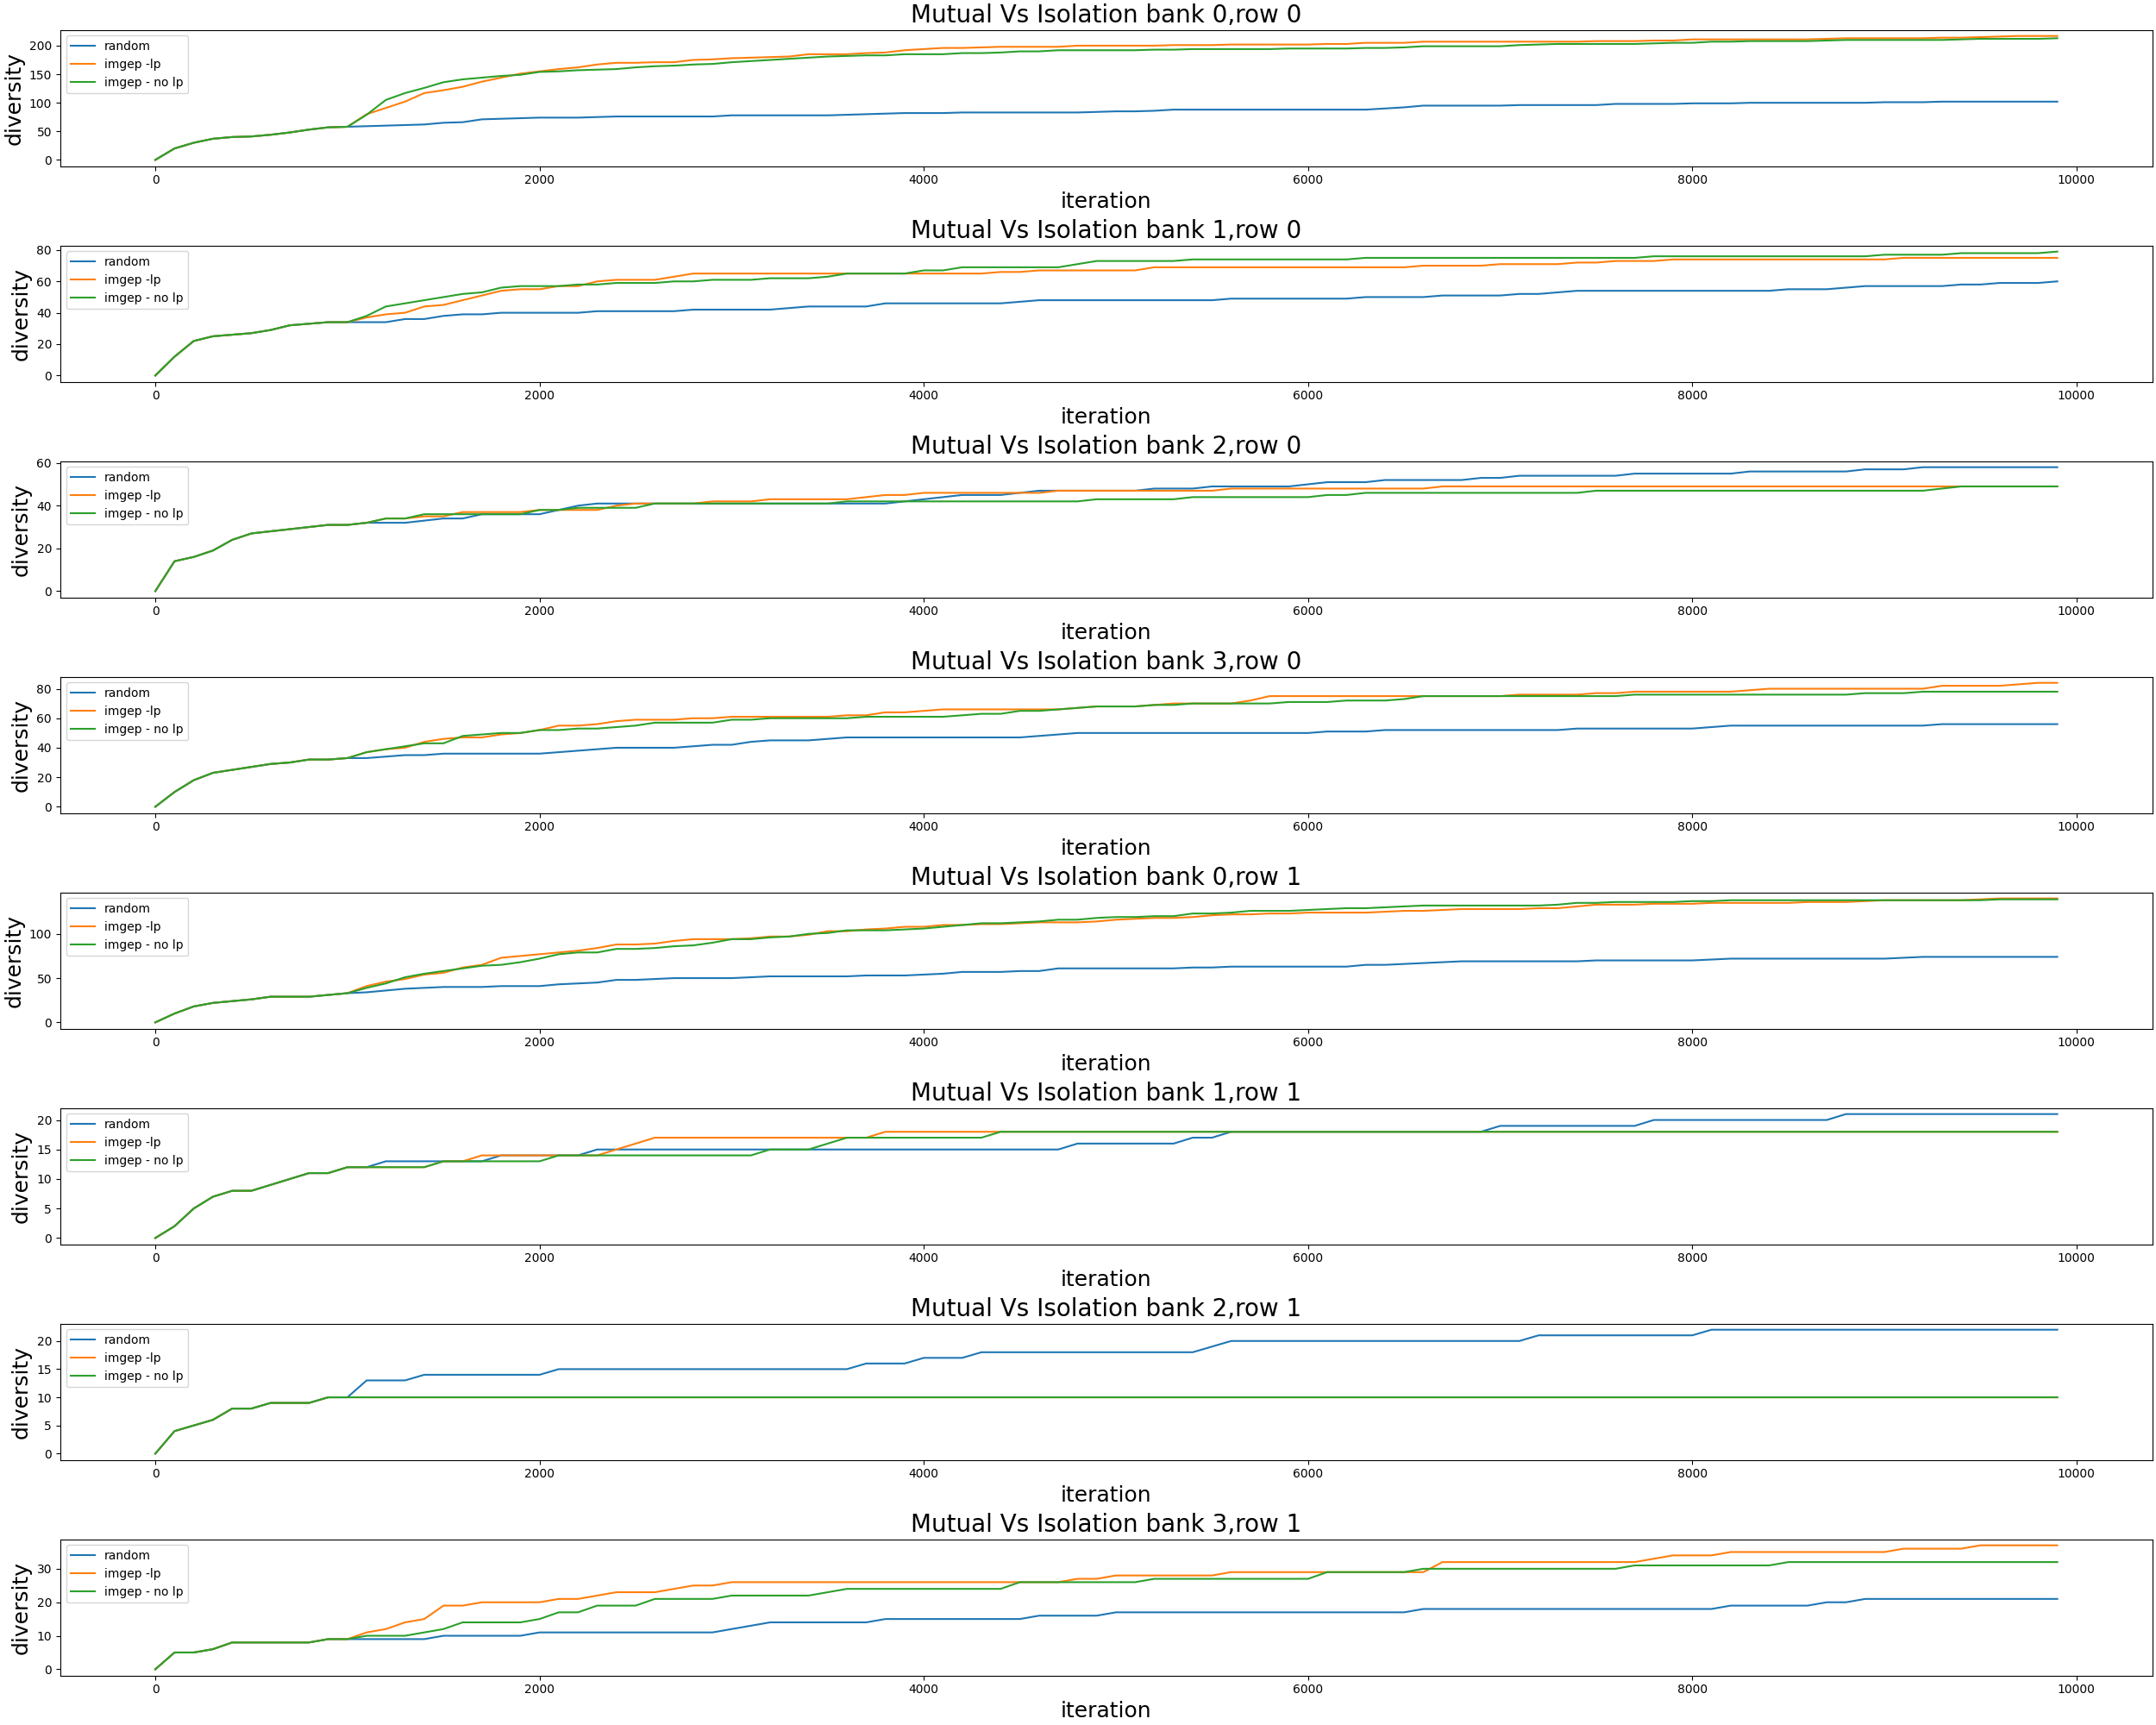 Mutual Vs Isolation bank 0,row 0
diversity
200
150
100
50
0
random
imgep -lp
imgep - no lp
0 2000 4000 6000 8000 10000
iteration
Mutual Vs Isolation bank 1,row 0
diversity
80
60
40
20
0
random
imgep -lp
imgep - no lp
0 2000 4000 6000 8000 10000
iteration
Mutual Vs Isolation bank 2,row 0
diversity
60
40
20
0
random
imgep -lp
imgep - no lp
0 2000 4000 6000 8000 10000
iteration
Mutual Vs Isolation bank 3,row 0
diversity
80
60
40
20
0
random
imgep -lp
imgep - no lp
0 2000 4000 6000 8000 10000
iteration
Mutual Vs Isolation bank 0,row 1
diversity
100
50
0
random
imgep -lp
imgep - no lp
0 2000 4000 6000 8000 10000
iteration
Mutual Vs Isolation bank 1,row 1
diversity
20
15
10
5
0
random
imgep -lp
imgep - no lp
0 2000 4000 6000 8000 10000
iteration
Mutual Vs Isolation bank 2,row 1
diversity
20
15
10
5
0
random
imgep -lp
imgep - no lp
0 2000 4000 6000 8000 10000
iteration
Mutual Vs Isolation bank 3,row 1
diversity
30
20
10
0
random
imgep -lp
imgep - no lp
0 2000 4000 6000 8000 10000
iteration